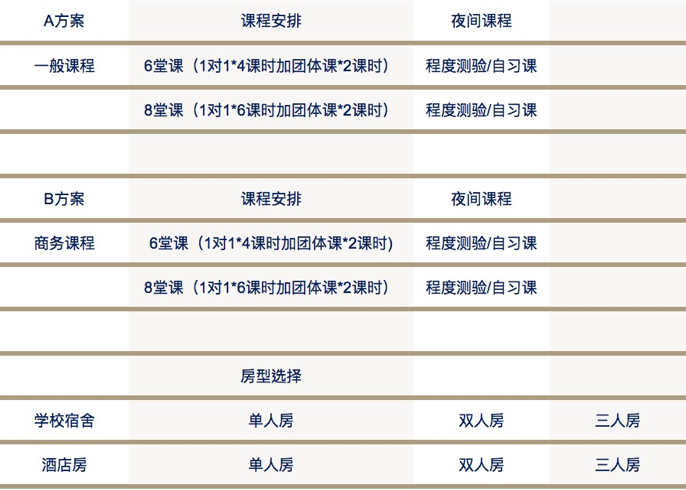 A方案 课程安排 夜间课程
一般课程 6堂课（1对1*4课时加团体课*2课时） 程度测验/自习课
8堂课（1对1*6课时加团体课*2课时） 程度测验/自习课
B方案 课程安排 夜间课程
商务课程 6堂课（1对1*4课时加团体课*2课时) 程度测验/自习课
8堂课（1对1*6课时加团体课*2课时） 程度测验/自习课
房型选择
学校宿舍 单人房 双人房 三人房
酒店房 单人房 双人房 三人房